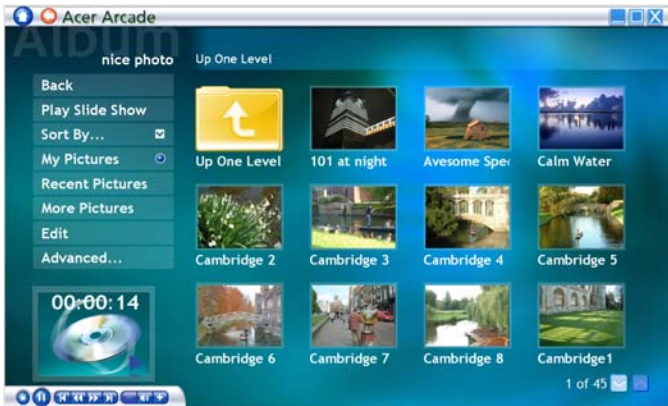 Acer Arcade
Album
nice photo
Up One Level
Back
Play Slide Show
Sort By...
My Pictures
Recent Pictures
More Pictures
Edit
Advanced...
00:00:14
Up One Level
101 at night
Avesome Spec
Calm Water
Cambridge 2
Cambridge 3
Cambridge 4
Cambridge 5
Cambridge 6
Cambridge 7
Cambridge 8
Cambridge1
1 of 45